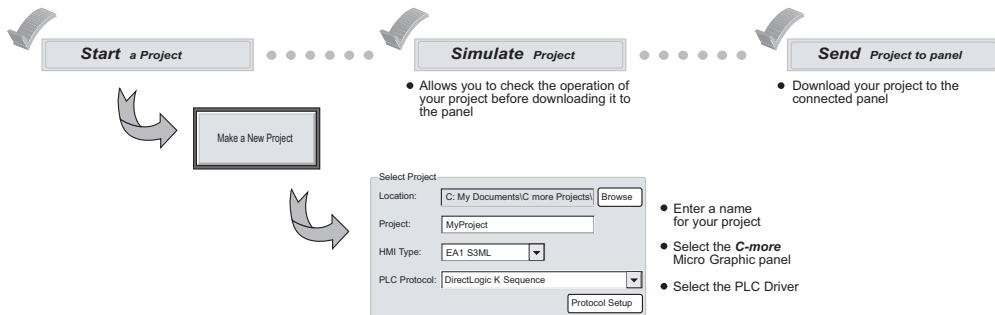 Start a Project
Simulate Project
Send Project to panel
Allows you to check the operation of
your project before downloading it to
the panel
Download your project to the
connected panel
Make a New Project
Select Project
Location: C: My Documents\C more Projects\ Browse
Project: MyProject
HMI Type: EA1 S3ML
PLC Protocol: DirectLogic K Sequence
Protocol Setup
Enter a name
for your project
Select the C-more
Micro Graphic panel
Select the PLC Driver